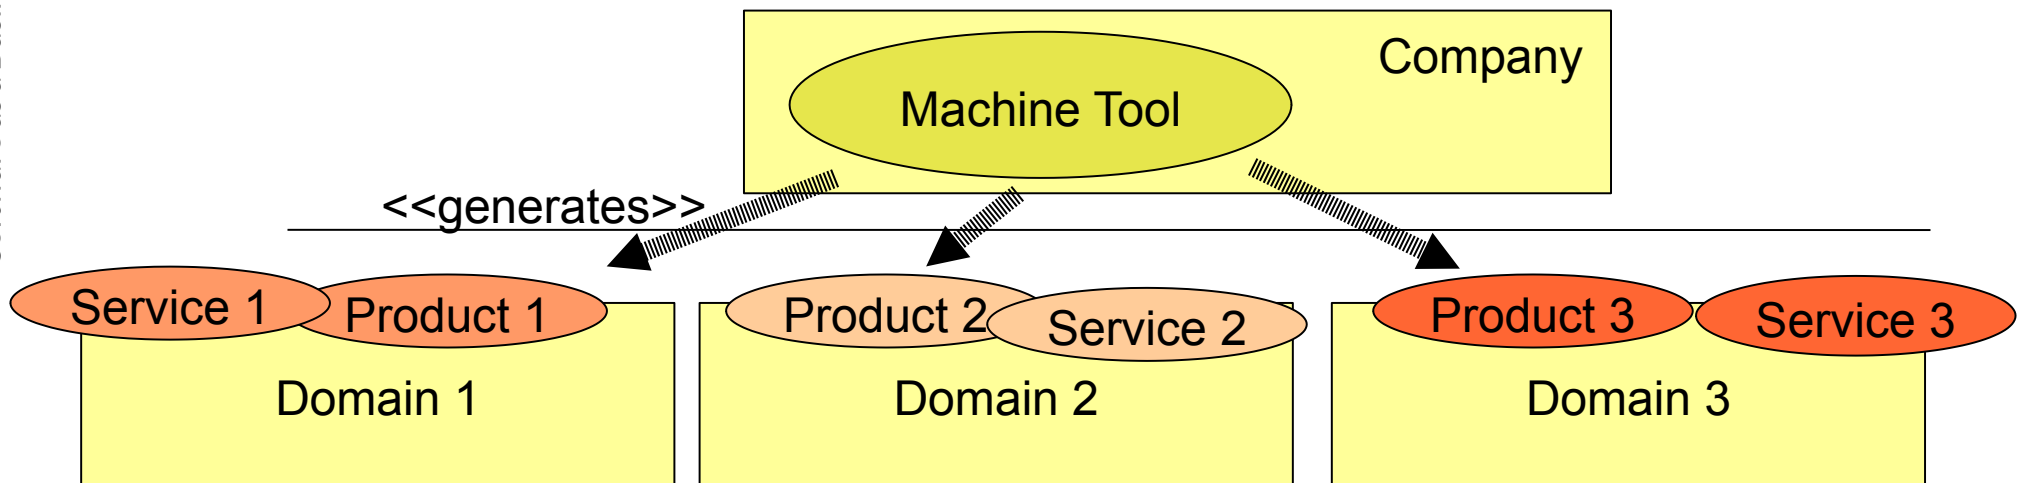 Company
Machine Tool
<<generates>>
Service 1
Product 1
Product 2
Service 2
Product 3
Service 3
Domain 1
Domain 2
Domain 3